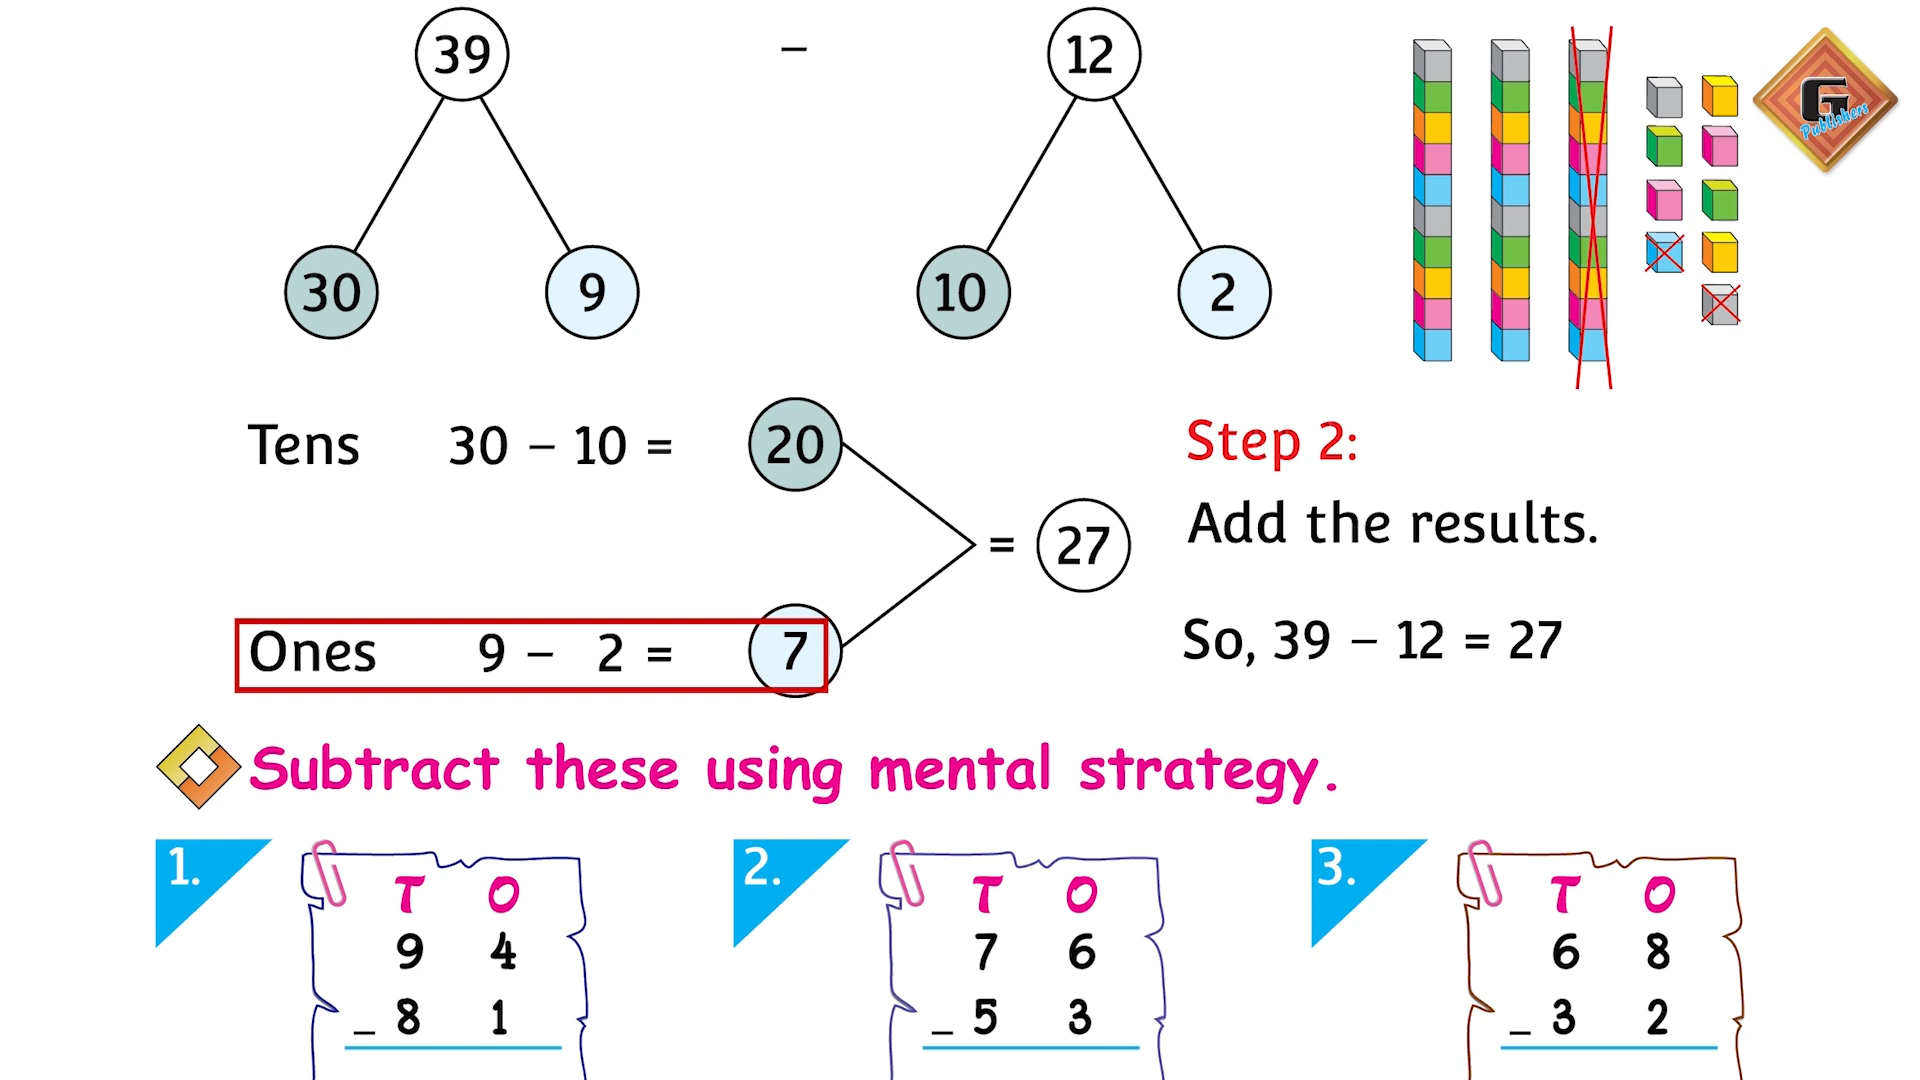 39 – 12
30 9 10 2
G
Publishers
Tens 30 – 10 = 20
Step 2:
Add the results.
= 27
Ones 9 – 2 = 7
So, 39 – 12 = 27
Subtract these using mental strategy.
1. 2. 3.
T O T O T O
9 4 7 6 6 8
– 8 1 – 5 3 – 3 2